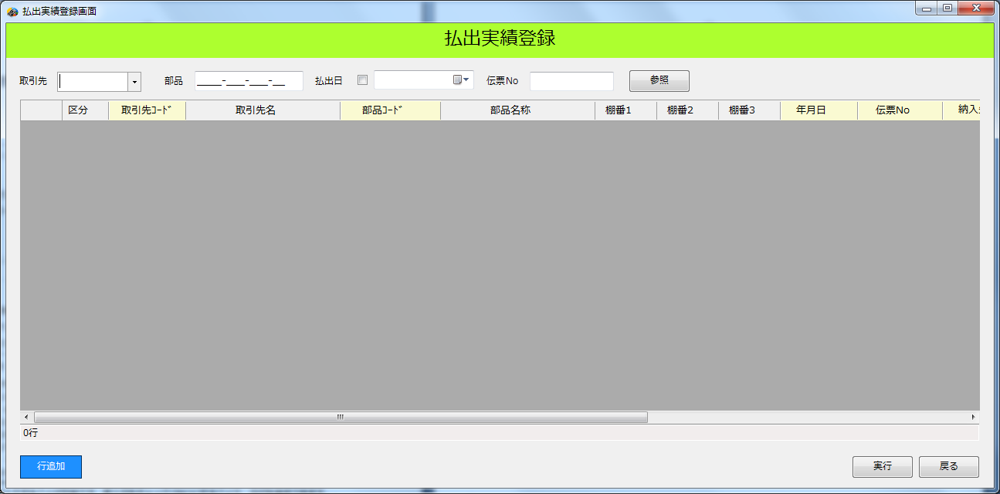 払出実績登録画面
払出実績登録
取引先 部品 _____-____-____-__ 払出日 伝票No 参照
区分 取引先ｺｰﾄﾞ 取引先名 部品ｺｰﾄﾞ 部品名称 棚番1 棚番2 棚番3 年月日 伝票No 納入
0行
行追加 実行 戻る